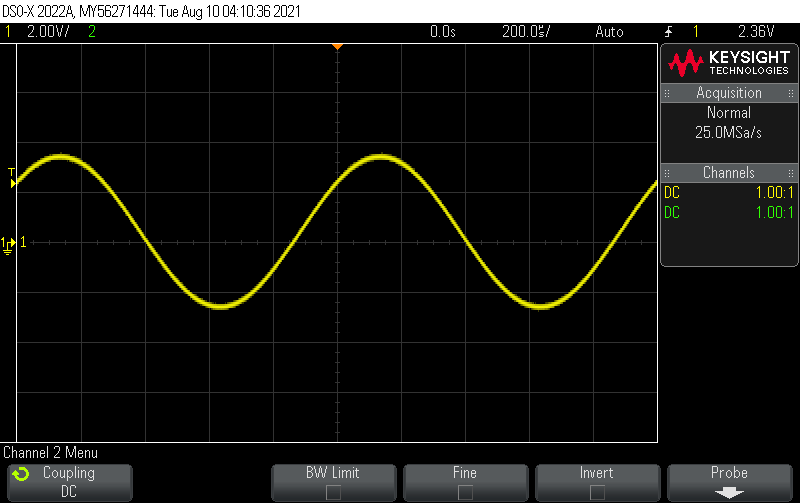 DSO-X 2022A, MY56271444: Tue Aug 10 04:10:36 2021
1 2.00V/ 2 0.0s 200.0us/ Auto 1 2.36V
KEYSIGHT
TECHNOLOGIES
Acquisition
Normal
25.0MSa/s
Channels
DC 1.00:1
DC 1.00:1
T
1 1
Channel 2 Menu
Coupling
DC
BW Limit
Fine
Invert
Probe